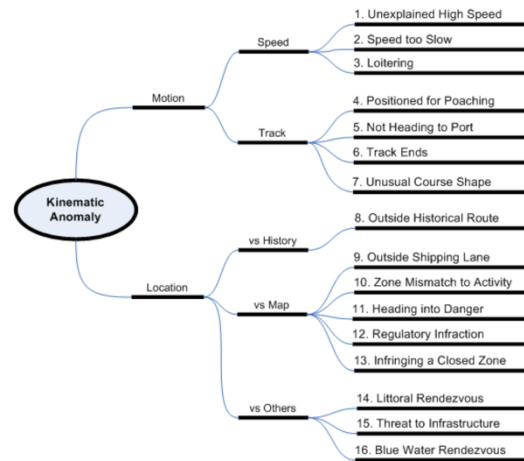 Kinematic
Anomaly
Motion
Speed
1. Unexplained High Speed
2. Speed too Slow
3. Loitering
Track
4. Positioned for Poaching
5. Not Heading to Port
6. Track Ends
7. Unusual Course Shape
Location
vs History
8. Outside Historical Route
vs Map
9. Outside Shipping Lane
10. Zone Mismatch to Activity
11. Heading into Danger
12. Regulatory Infraction
13. Infringing a Closed Zone
vs Others
14. Littoral Rendezvous
15. Threat to Infrastructure
16. Blue Water Rendezvous